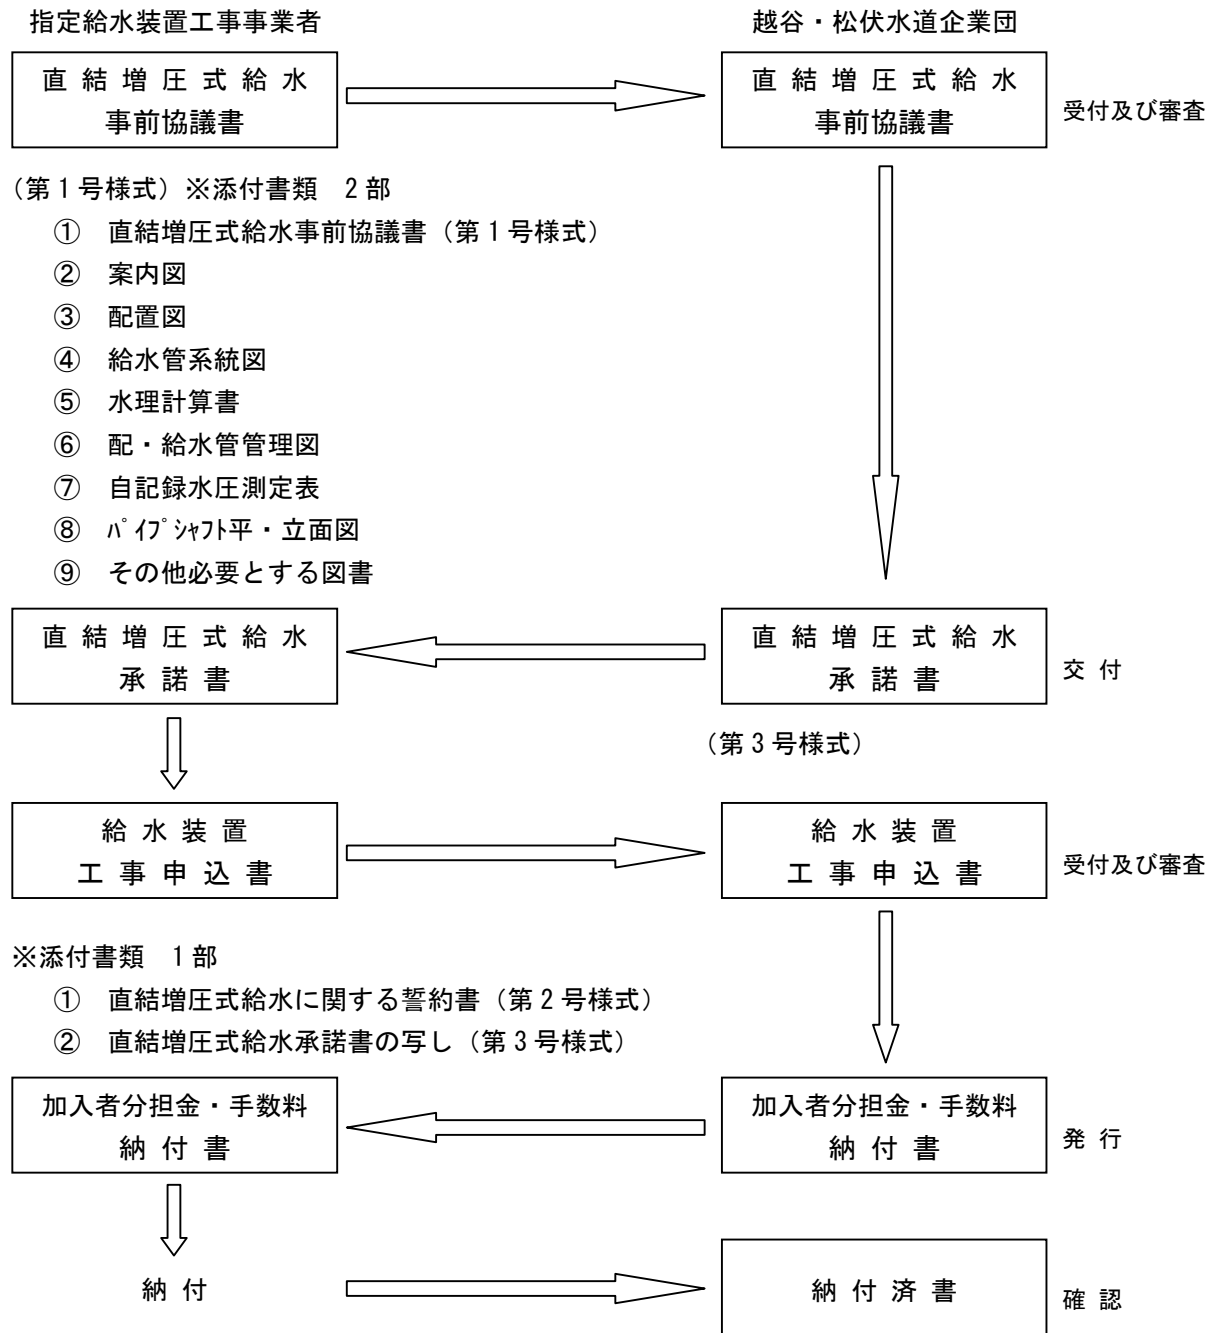 指定給水装置工事事業者
越谷・松伏水道企業団
直結増圧式給水
事前協議書
直結増圧式給水
事前協議書
受付及び審査
(第1号様式)※添付書類 2部
① 直結増圧式給水事前協議書(第1号様式)
② 案内図
③ 配置図
④ 給水管系統図
⑤ 水理計算書
⑥ 配・給水管管理図
⑦ 自記録水圧測定表
⑧ ﾊﾟｲﾌﾟｼｬﾌﾄ平・立面図
⑨ その他必要とする図書
直結増圧式給水
承諾書
直結増圧式給水
承諾書
交付
(第3号様式)
給水装置
工事申込書
給水装置
工事申込書
受付及び審査
※添付書類 1部
① 直結増圧式給水に関する誓約書(第2号様式)
② 直結増圧式給水承諾書の写し(第3号様式)
加入者分担金・手数料
納付書
加入者分担金・手数料
納付書
発行
納付
納付済書
確認